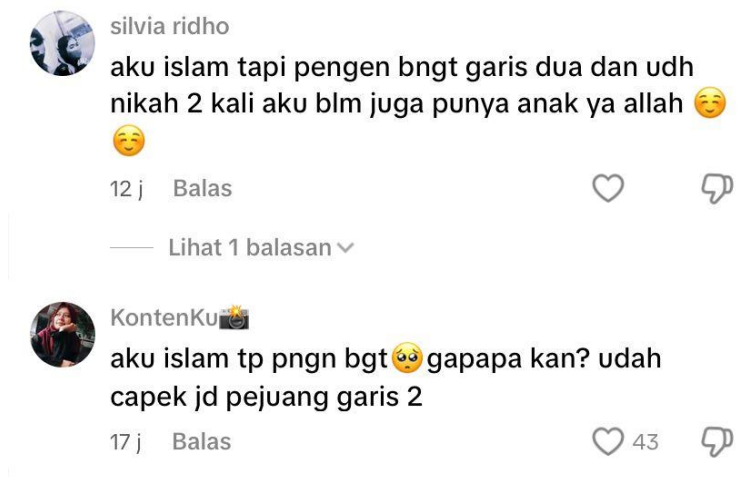 silvia ridho
aku islam tapi pengen bngt garis dua dan udh
nikah 2 kali aku blm juga punya anak ya allah ☺️
☺️
12 j Balas
Lihat 1 balasan
KontenKu📸
aku islam tp pngn bgt🥺gapapa kan? udah
capek jd pejuang garis 2
17 j Balas 43